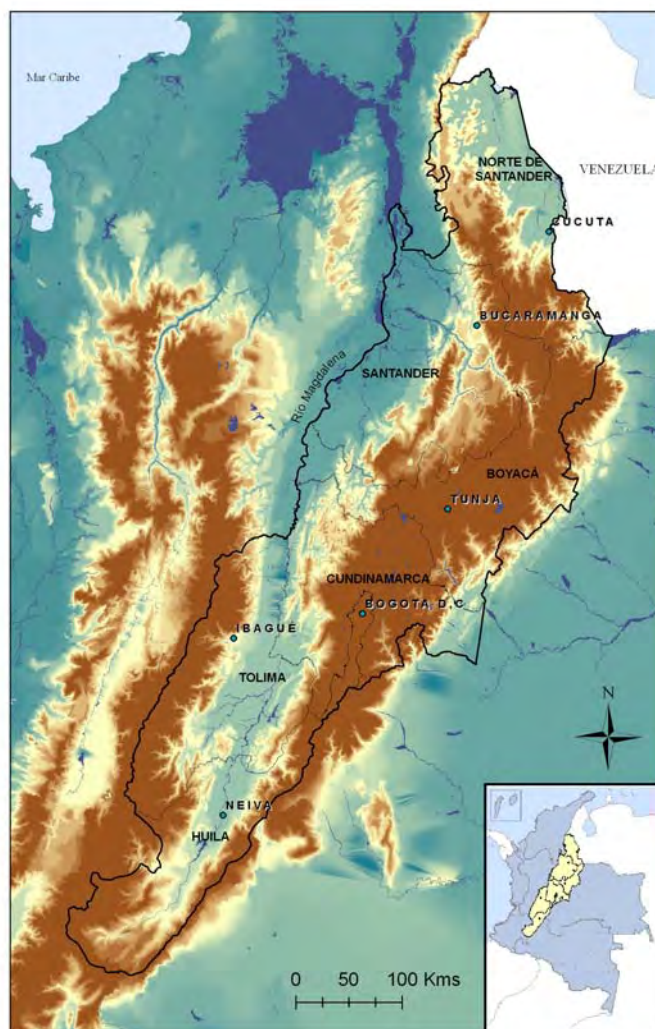 Mar Caribe
NORTE DE
SANTANDER
VENEZUELA
CUCUTA
BUCARAMANGA
Río Magdalena
SANTANDER
BOYACÁ
TUNJA
CUNDINAMARCA
BOGOTA D.C
IBAGUÉ
TOLIMA
N
NEIVA
HUILA
0 50 100 Kms